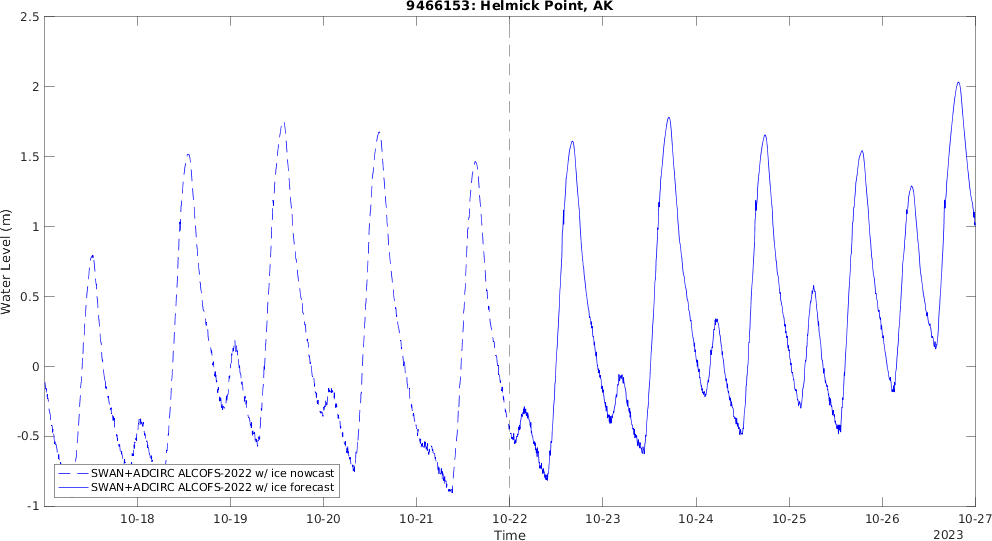 9466153: Helmick Point, AK
2.5
2
1.5
1
0.5
0
-0.5
-1
Water Level (m)
SWAN+ADCIRC ALCOFS-2022 w/ ice nowcast
SWAN+ADCIRC ALCOFS-2022 w/ ice forecast
10-18 10-19 10-20 10-21 10-22 10-23 10-24 10-25 10-26 10-27
Time
2023